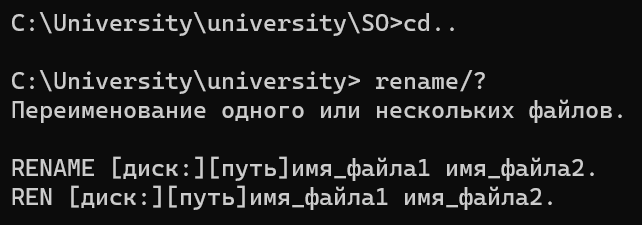 C:\University\university\SO>cd..
C:\University\university> rename/?
Переименование одного или нескольких файлов.
RENAME [диск:][путь]имя_файла1 имя_файла2.
REN [диск:][путь]имя_файла1 имя_файла2.